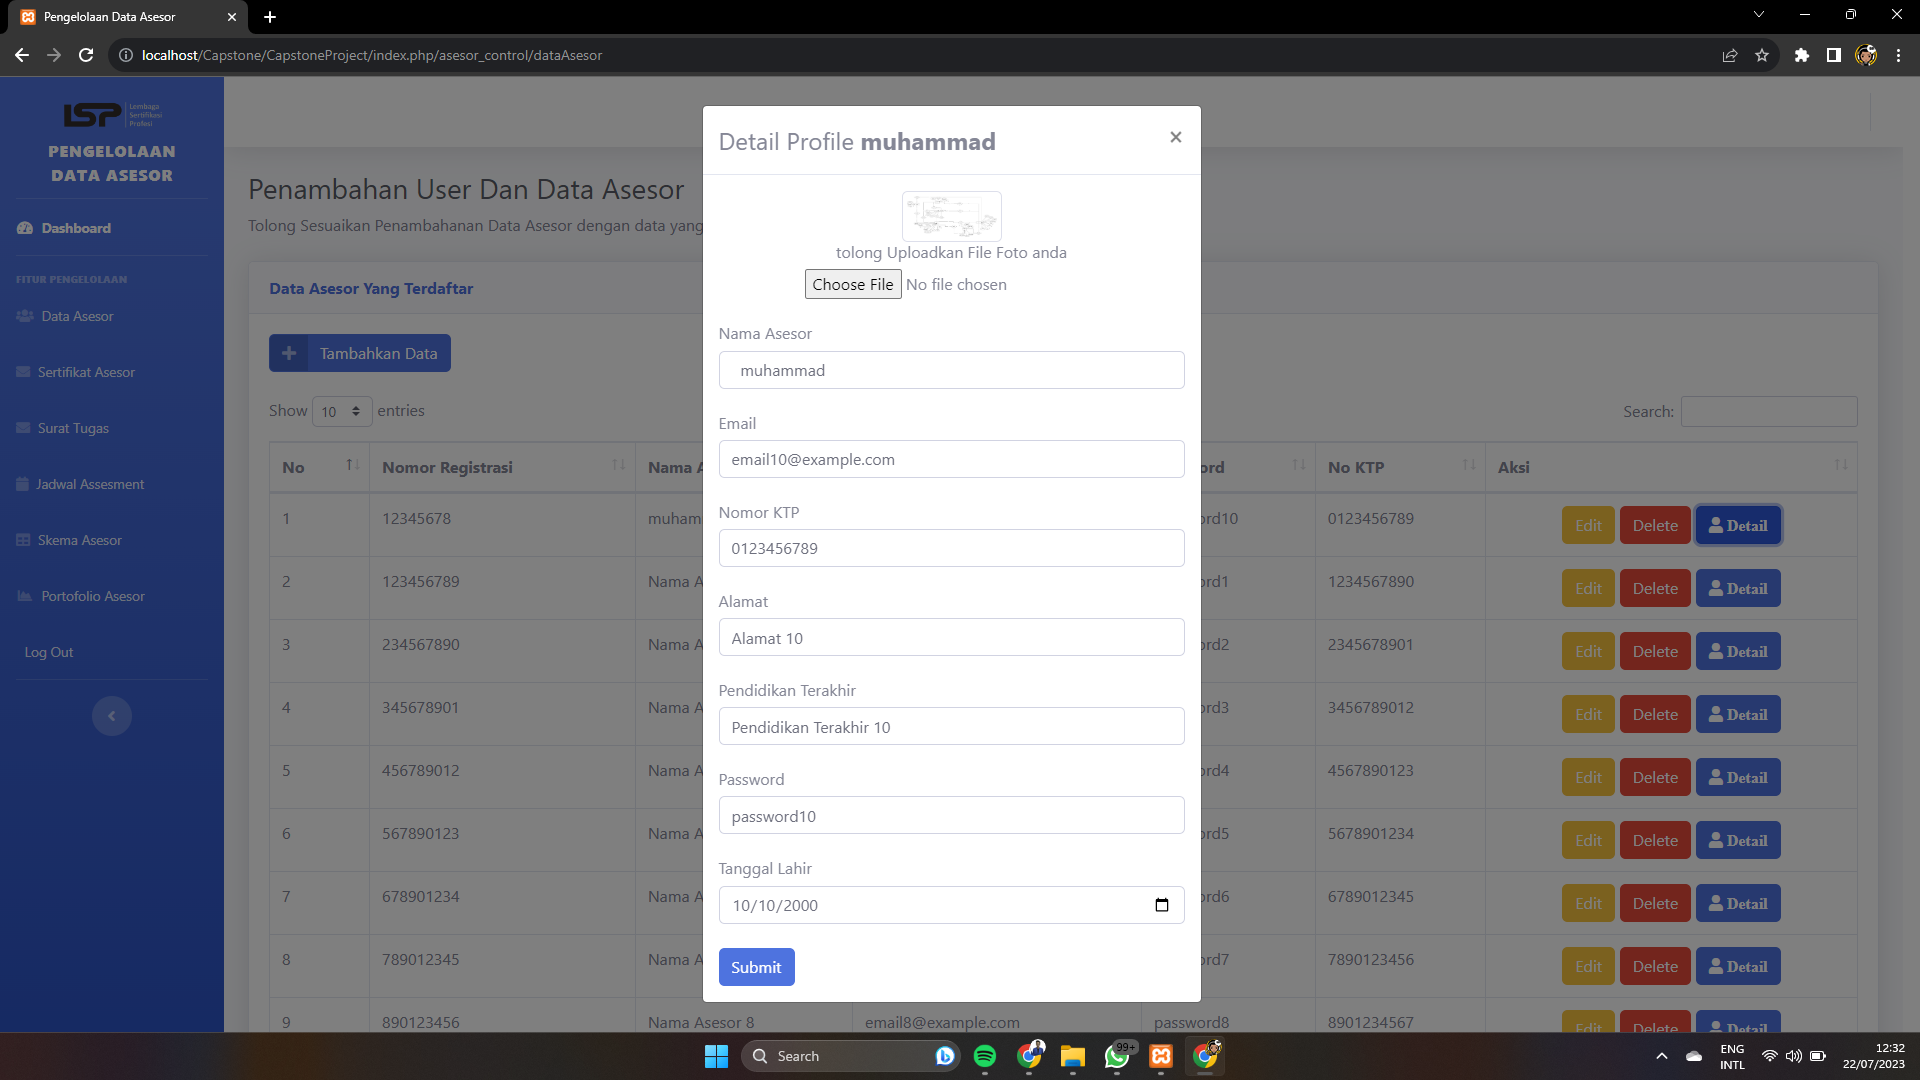 Pengelolaan Data Asesor
localhost/Capstone/CapstoneProject/index.php/asesor_control/dataAsesor
LSP Lembaga Sertifikasi Profesi
PENGELOLAAN
DATA ASESOR
Dashboard
FITUR PENGELOLAAN
Data Asesor
Sertifikat Asesor
Surat Tugas
Jadwal Assesment
Skema Asesor
Portofolio Asesor
Log Out
Penambahan User Dan Data Asesor
Tolong Sesuaikan Penambahanan Data Asesor dengan data yang
Data Asesor Yang Terdaftar
Tambahkan Data
Show 10 entries
Search:
No Nomor Registrasi Nama A ord No KTP Aksi
1 12345678 muham ord10 0123456789 Edit Delete Detail
2 123456789 Nama A ord1 1234567890 Edit Delete Detail
3 234567890 Nama A ord2 2345678901 Edit Delete Detail
4 345678901 Nama A ord3 3456789012 Edit Delete Detail
5 456789012 Nama A ord4 4567890123 Edit Delete Detail
6 567890123 Nama A ord5 5678901234 Edit Delete Detail
7 678901234 Nama A ord6 6789012345 Edit Delete Detail
8 789012345 Nama A ord7 7890123456 Edit Delete Detail
9 890123456 Nama Asesor 8 email8@example.com password8 8901234567 Edit Delete Detail
Detail Profile muhammad
×
tolong Uploadkan File Foto anda
Choose File No file chosen
Nama Asesor
muhammad
Email
email10@example.com
Nomor KTP
0123456789
Alamat
Alamat 10
Pendidikan Terakhir
Pendidikan Terakhir 10
Password
password10
Tanggal Lahir
10/10/2000
Submit
Search
99+
ENG
INTL
12:32
22/07/2023